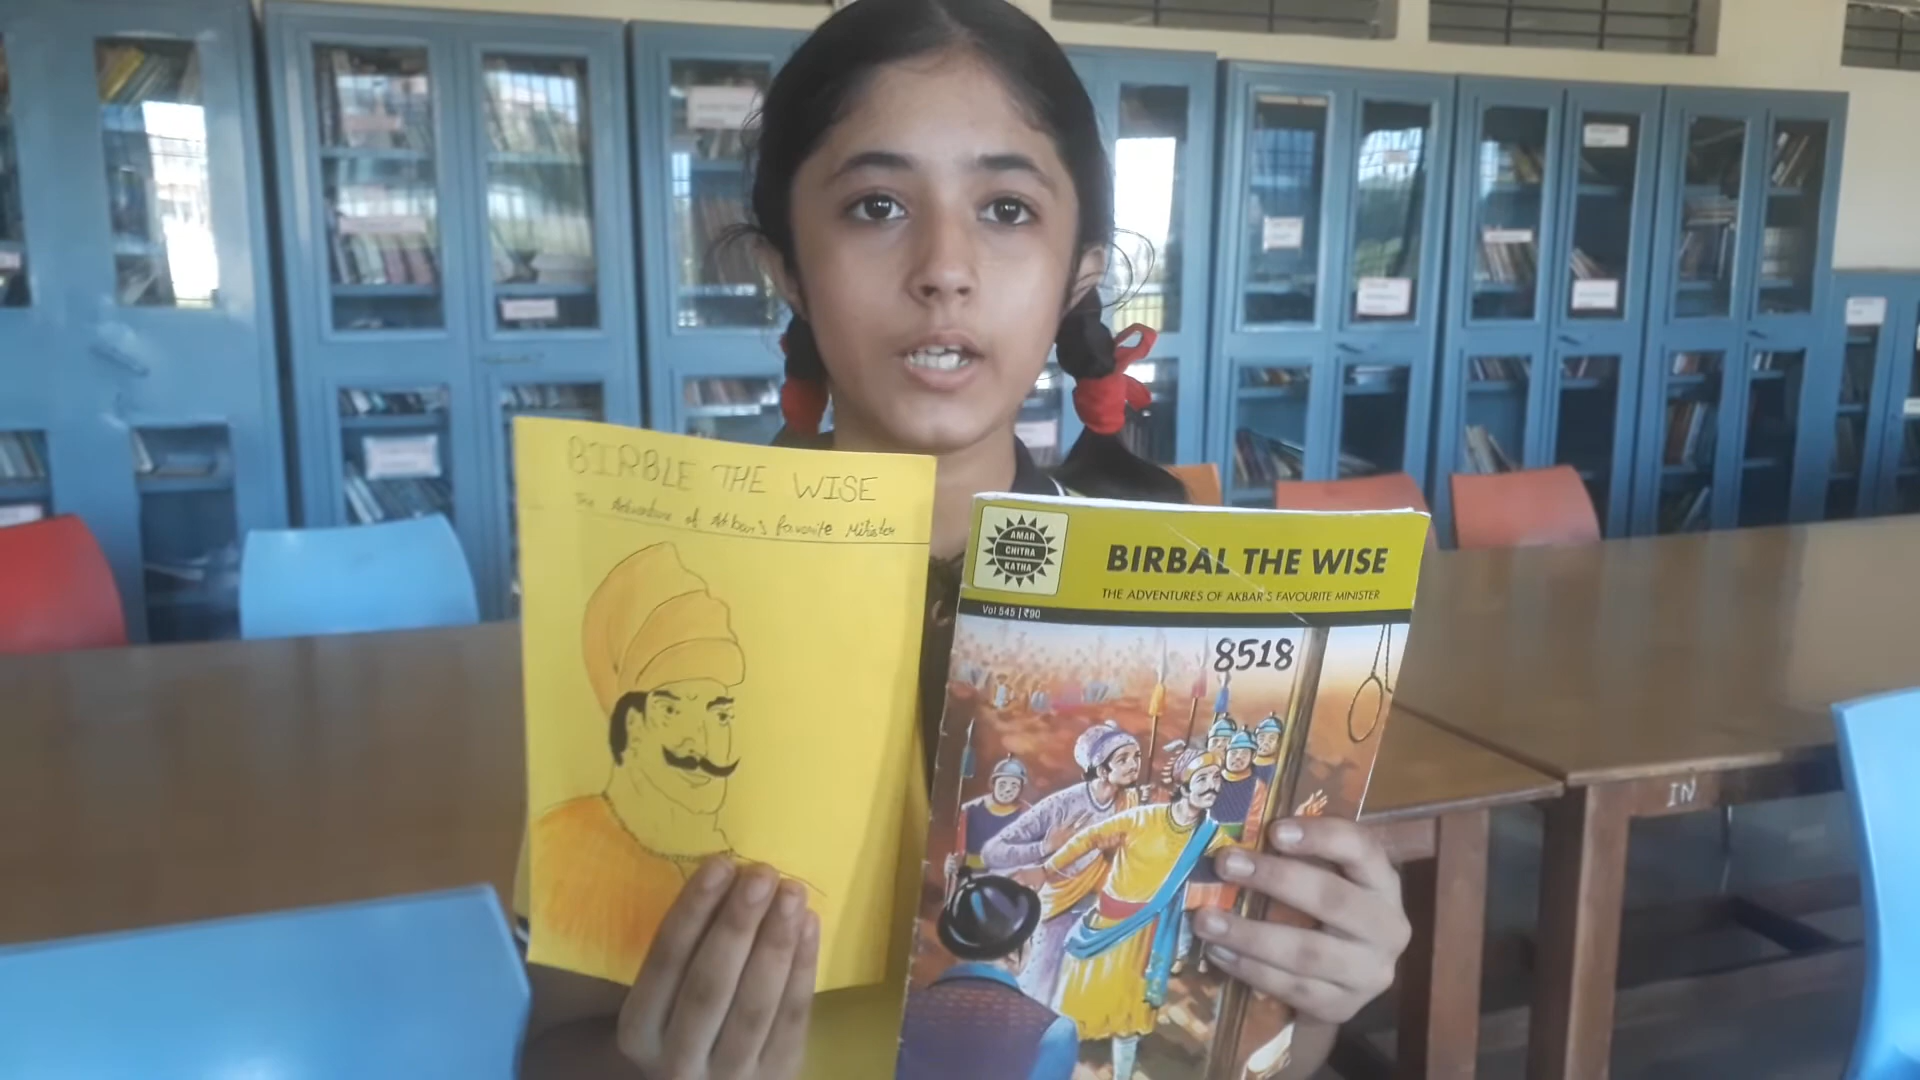 BIRBLE THE WISE
The Adventure of Akbar's favorite Minister
AMAR
CHITRA
KATHA
BIRBAL THE WISE
THE ADVENTURES OF AKBAR'S FAVOURITE MINISTER
Vol 545 | ₹90
8518
IN